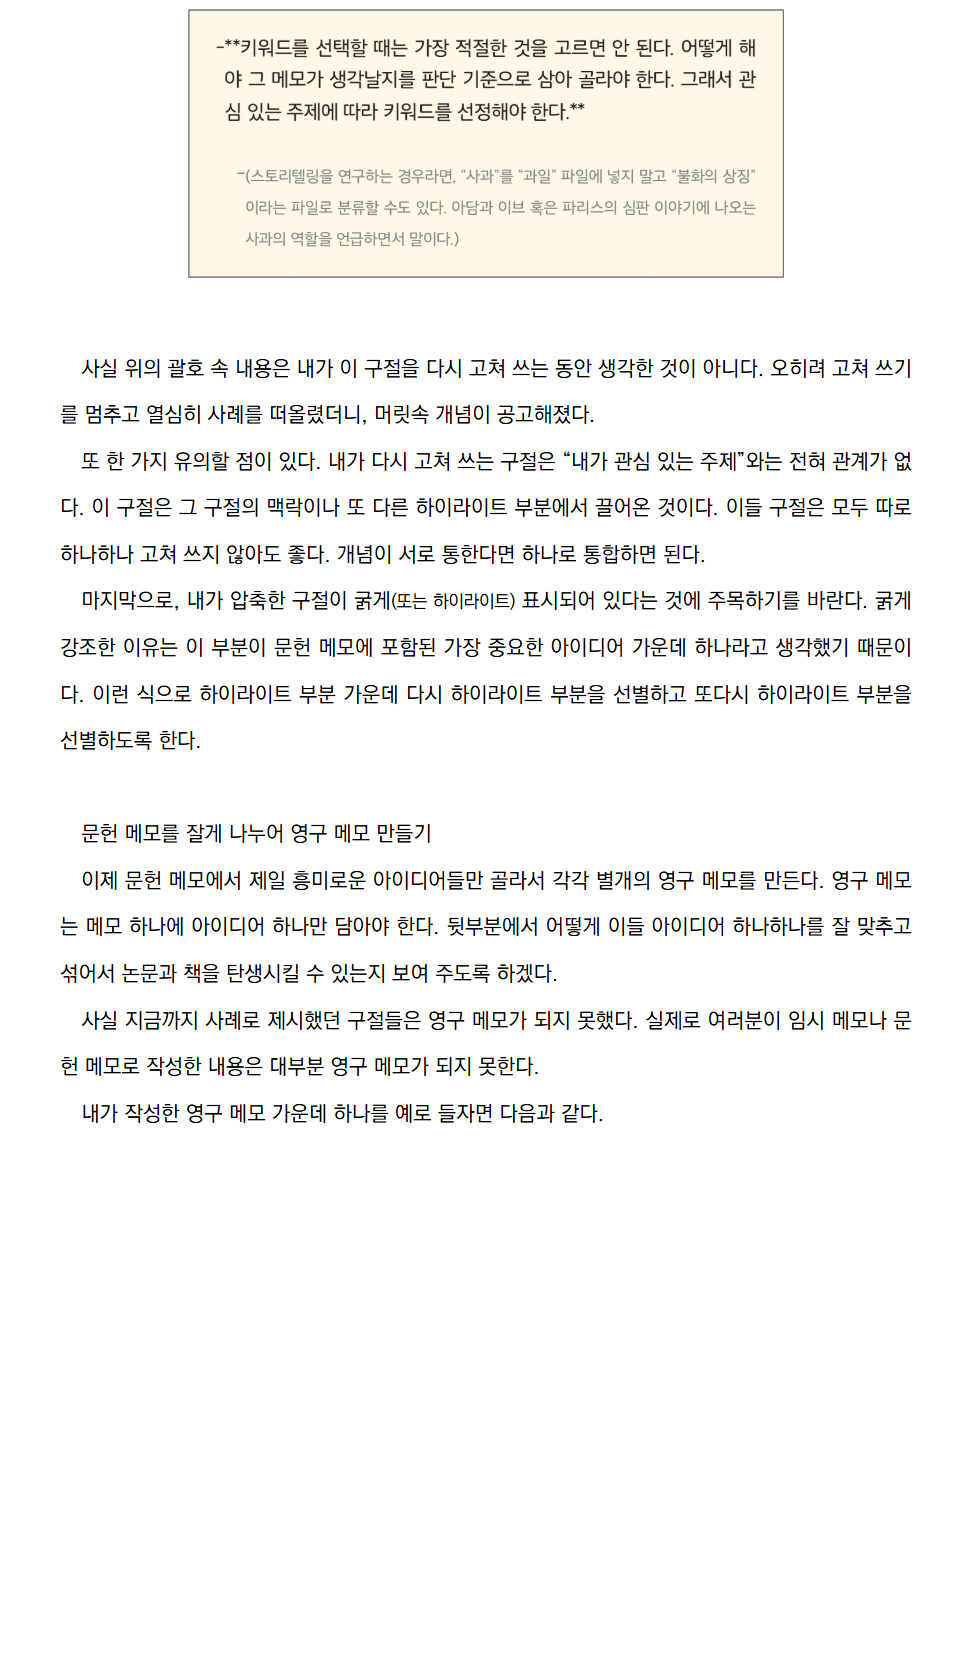 -**키워드를 선택할 때는 가장 적절한 것을 고르면 안 된다. 어떻게 해
야 그 메모가 생각날지를 판단 기준으로 삼아 골라야 한다. 그래서 관
심 있는 주제에 따라 키워드를 선정해야 한다.**
-(스토리텔링을 연구하는 경우라면, “사과”를 “과일” 파일에 넣지 말고 “불화의 상징”
이라는 파일로 분류할 수도 있다. 아담과 이브 혹은 파리스의 심판 이야기에 나오는
사과의 역할을 언급하면서 말이다.)
사실 위의 괄호 속 내용은 내가 이 구절을 다시 고쳐 쓰는 동안 생각한 것이 아니다. 오히려 고쳐 쓰기
를 멈추고 열심히 사례를 떠올렸더니, 머릿속 개념이 공고해졌다.
또 한 가지 유의할 점이 있다. 내가 다시 고쳐 쓰는 구절은 “내가 관심 있는 주제”와는 전혀 관계가 없
다. 이 구절은 그 구절의 맥락이나 또 다른 하이라이트 부분에서 끌어온 것이다. 이들 구절은 모두 따로
하나하나 고쳐 쓰지 않아도 좋다. 개념이 서로 통한다면 하나로 통합하면 된다.
마지막으로, 내가 압축한 구절이 굵게(또는 하이라이트) 표시되어 있다는 것에 주목하기를 바란다. 굵게
강조한 이유는 이 부분이 문헌 메모에 포함된 가장 중요한 아이디어 가운데 하나라고 생각했기 때문이
다. 이런 식으로 하이라이트 부분 가운데 다시 하이라이트 부분을 선별하고 또다시 하이라이트 부분을
선별하도록 한다.
문헌 메모를 잘게 나누어 영구 메모 만들기
이제 문헌 메모에서 제일 흥미로운 아이디어들만 골라서 각각 별개의 영구 메모를 만든다. 영구 메모
는 메모 하나에 아이디어 하나만 담아야 한다. 뒷부분에서 어떻게 이들 아이디어 하나하나를 잘 맞추고
섞어서 논문과 책을 탄생시킬 수 있는지 보여 주도록 하겠다.
사실 지금까지 사례로 제시했던 구절들은 영구 메모가 되지 못했다. 실제로 여러분이 임시 메모나 문
헌 메모로 작성한 내용은 대부분 영구 메모가 되지 못한다.
내가 작성한 영구 메모 가운데 하나를 예로 들자면 다음과 같다.